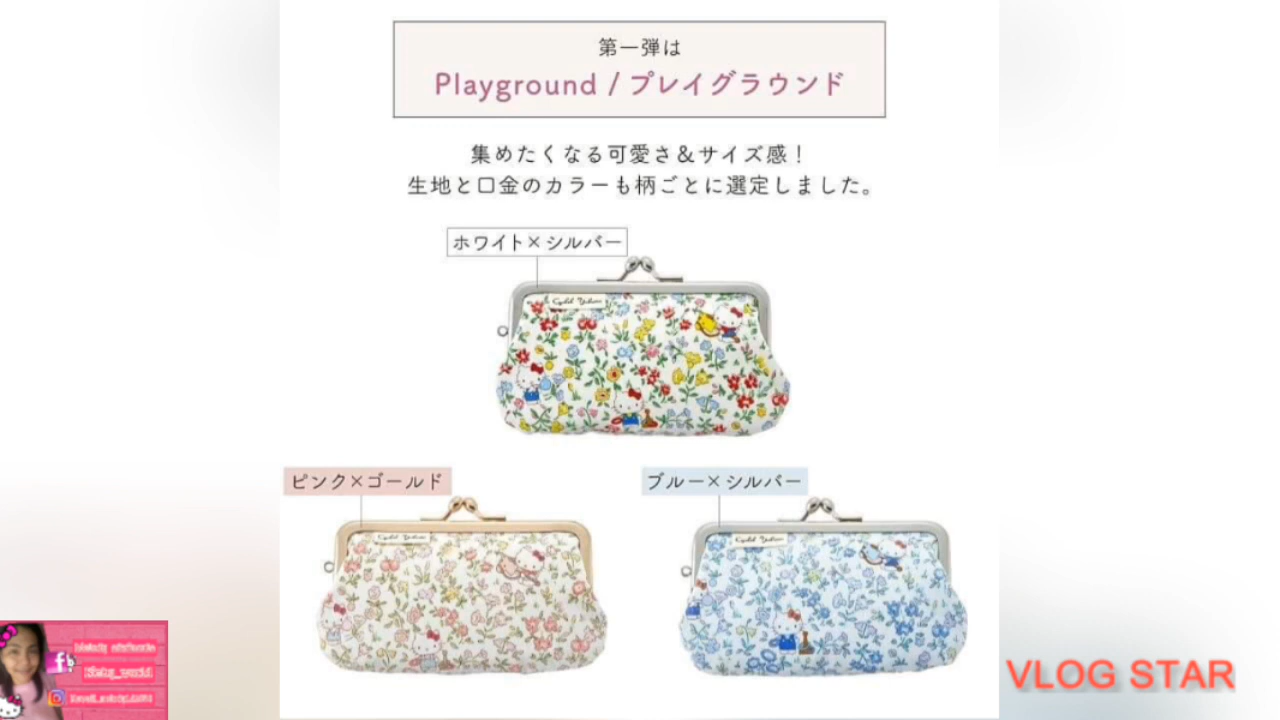 第一弾は
Playground / プレイグラウンド
集めたくなる可愛さ&サイズ感！
生地と口金のカラーも柄ごとに選定しました。
ホワイト×シルバー
ピンク×ゴールド
ブルー×シルバー
VLOG STAR